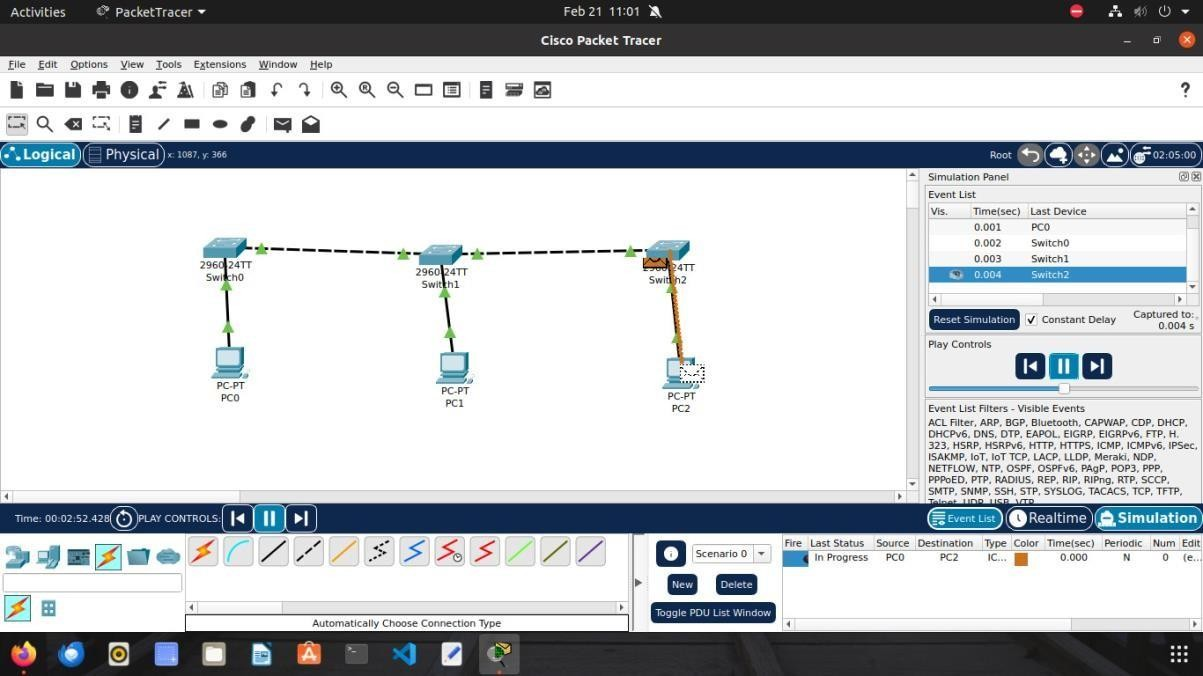 Activities PacketTracer Feb 21 11:01
Cisco Packet Tracer
File Edit Options View Tools Extensions Window Help
?
Logical Physical x: 1087, y: 366 Root 02:05:00
Simulation Panel
Event List
Vis. Time(sec) Last Device
0.001 PC0
0.002 Switch0
0.003 Switch1
0.004 Switch2
Reset Simulation Constant Delay Captured to:
0.004 s
Play Controls
Event List Filters - Visible Events
ACL Filter, ARP, BGP, Bluetooth, CAPWAP, CDP, DHCP,
DHCPv6, DNS, DTP, EAPOL, EIGRP, EIGRPv6, FTP, H.
323, HSRP, HSRPv6, HTTP, HTTPS, ICMP, ICMPv6, IPSec,
ISAKMP, IoT, IoT TCP, LACP, LLDP, Meraki, NDP,
NETFLOW, NTP, OSPF, OSPFv6, PAgP, POP3, PPP,
PPPoED, PTP, RADIUS, REP, RIP, RIPng, RTP, SCCP,
SMTP, SNMP, SSH, STP, SYSLOG, TACACS, TCP, TFTP,
Telnet, UDP, USB, VTP
2960-24TT
Switch0
2960-24TT
Switch1
2960-24TT
Switch2
PC-PT
PC0
PC-PT
PC1
PC-PT
PC2
Time: 00:02:52.428 PLAY CONTROLS: Event List Realtime Simulation
Scenario 0
New Delete
Toggle PDU List Window
Automatically Choose Connection Type
Fire Last Status Source Destination Type Color Time(sec) Periodic Num Edit
In Progress PC0 PC2 IC... 0.000 N 0 (e...